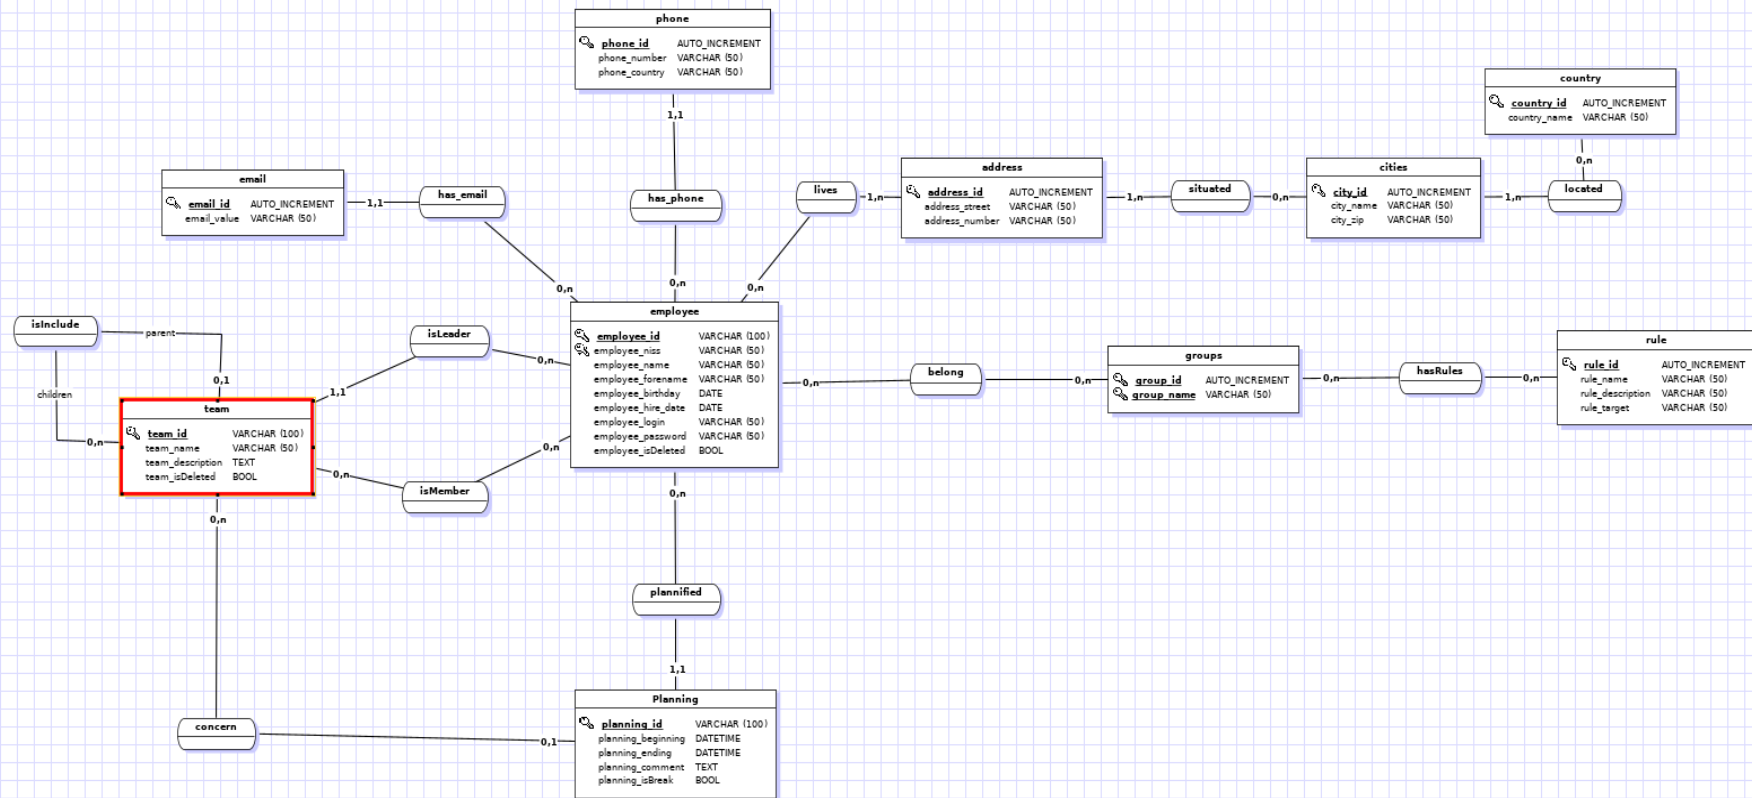 phone
phone_id AUTO_INCREMENT
phone_number VARCHAR (50)
phone_country VARCHAR (50)
1,1
has_phone
0,n
country
country_id AUTO_INCREMENT
country_name VARCHAR (50)
0,n
located
1,n
cities
city_id AUTO_INCREMENT
city_name VARCHAR (50)
city_zip VARCHAR (50)
0,n
situated
1,n
address
address_id AUTO_INCREMENT
address_street VARCHAR (50)
address_number VARCHAR (50)
1,n
lives
0,n
email
email_id AUTO_INCREMENT
email_value VARCHAR (50)
1,1
has_email
0,n
employee
employee_id VARCHAR (100)
employee_niss VARCHAR (50)
employee_name VARCHAR (50)
employee_forename VARCHAR (50)
employee_birthday DATE
employee_hire_date DATE
employee_login VARCHAR (50)
employee_password VARCHAR (50)
employee_isDeleted BOOL
isInclude
parent
0,1
children
0,n
isLeader
0,n
1,1
team
team_id VARCHAR (100)
team_name VARCHAR (50)
team_description TEXT
team_isDeleted BOOL
0,n
isMember
0,n
0,n
belong
0,n
groups
group_id AUTO_INCREMENT
group_name VARCHAR (50)
0,n
hasRules
0,n
rule
rule_id AUTO_INCREMENT
rule_name VARCHAR (50)
rule_description VARCHAR (50)
rule_target VARCHAR (50)
0,n
plannified
1,1
0,n
concern
0,1
Planning
planning_id VARCHAR (100)
planning_beginning DATETIME
planning_ending DATETIME
planning_comment TEXT
planning_isBreak BOOL